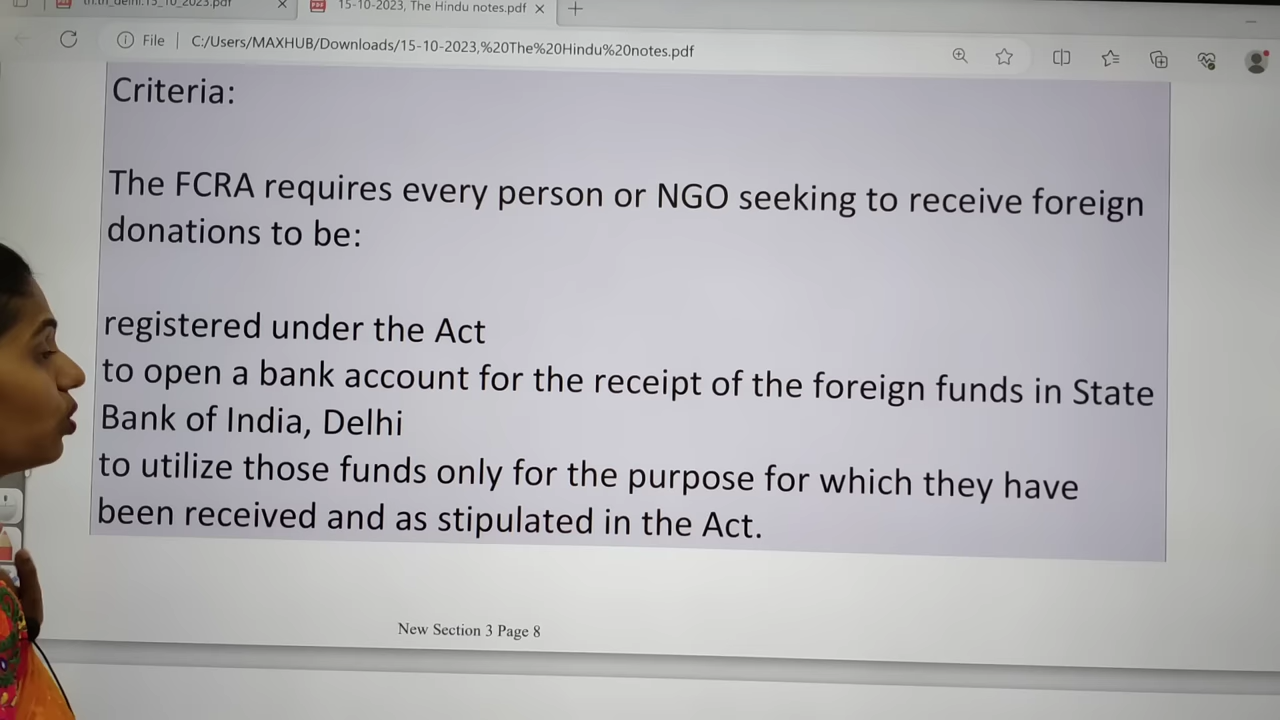 15-10-2023, The Hindu notes.pdf
File
C:/Users/MAXHUB/Downloads/15-10-2023,%20The%20Hindu%20notes.pdf
Criteria:
The FCRA requires every person or NGO seeking to receive foreign
donations to be:
registered under the Act
to open a bank account for the receipt of the foreign funds in State
Bank of India, Delhi
to utilize those funds only for the purpose for which they have
been received and as stipulated in the Act.
New Section 3 Page 8